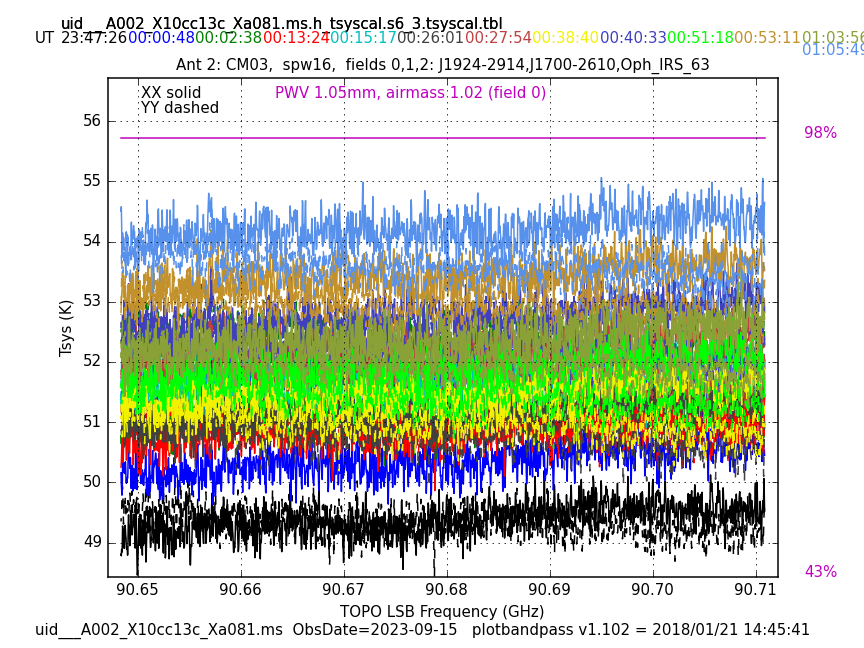 uid___A002_X10cc13c_Xa081.ms.h_tsyscal.s6_3.tsyscal.tbl
UT 23:47:26 00:00:48 00:02:38 00:13:24 00:15:17 00:26:01 00:27:54 00:38:40 00:40:33 00:51:18 00:53:11 01:03:56
01:05:49
Ant 2: CM03,  spw16,  fields 0,1,2: J1924-2914,J1700-2610,Oph_IRS_63
XX solid
PWV 1.05mm, airmass 1.02 (field 0)
YY dashed
56
98%
55
54
53
Tsys (K)
52
51
50
49
43%
90.65 90.66 90.67 90.68 90.69 90.70 90.71
TOPO LSB Frequency (GHz)
uid___A002_X10cc13c_Xa081.ms  ObsDate=2023-09-15   plotbandpass v1.102 = 2018/01/21 14:45:41